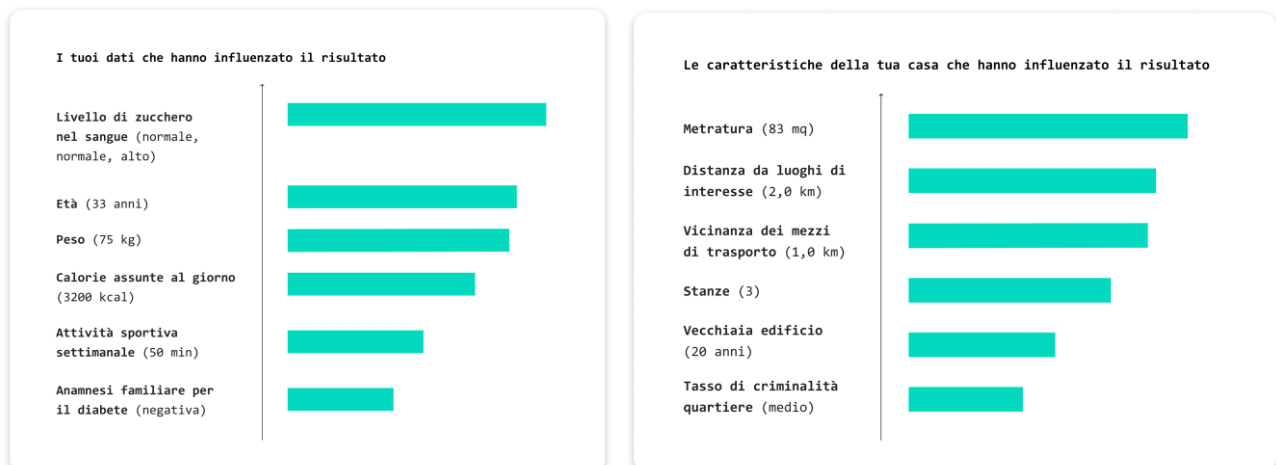 I tuoi dati che hanno influenzato il risultato
Livello di zucchero
nel sangue (normale,
normale, alto)
Età (33 anni)
Peso (75 kg)
Calorie assunte al giorno
(3200 kcal)
Attività sportiva
settimanale (50 min)
Anamnesi familiare per
il diabete (negativa)
Le caratteristiche della tua casa che hanno influenzato il risultato
Metratura (83 mq)
Distanza da luoghi di
interesse (2,0 km)
Vicinanza dei mezzi
di trasporto (1,0 km)
Stanze (3)
Vecchiaia edificio
(20 anni)
Tasso di criminalità
quartiere (medio)